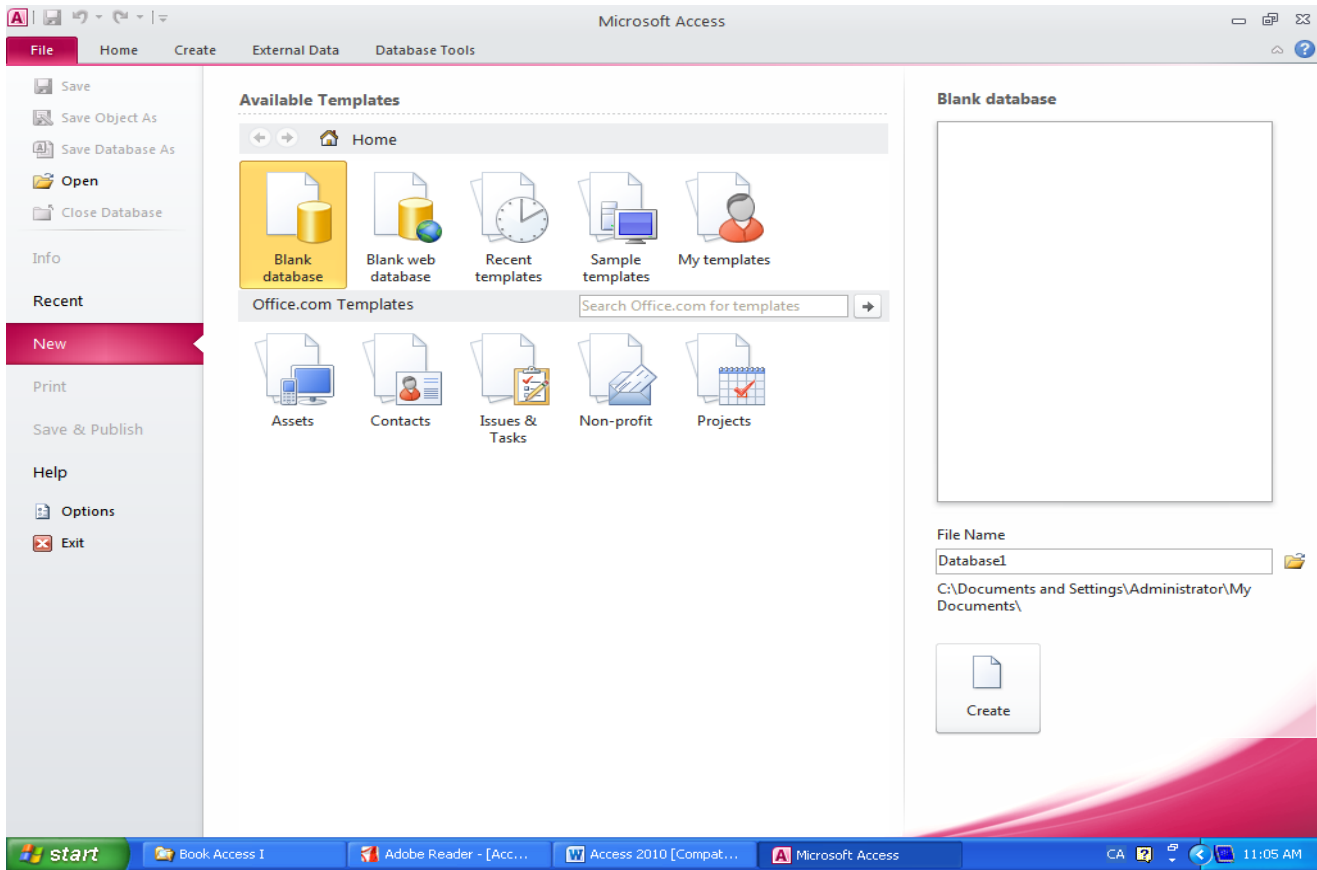 Microsoft Access
File Home Create External Data Database Tools
Save
Save Object As
Save Database As
Open
Close Database
Info
Recent
New
Print
Save & Publish
Help
Options
Exit
Available Templates
Home
Blank
database
Blank web
database
Recent
templates
Sample
templates
My templates
Office.com Templates
Search Office.com for templates
Assets
Contacts
Issues &
Tasks
Non-profit
Projects
Blank database
File Name
Database1
C:\Documents and Settings\Administrator\My
Documents\
Create
start
Book Access I
Adobe Reader - [Acc...
Access 2010 [Compat...
Microsoft Access
CA
11:05 AM